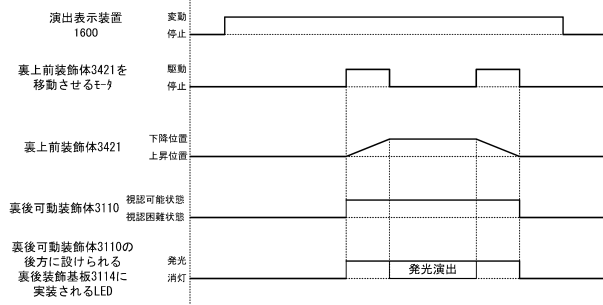 演出表示装置
1600
変動
停止
裏上前装飾体3421を
移動させるﾓｰﾀ
駆動
停止
裏上前装飾体3421
下降位置
上昇位置
裏後可動装飾体3110
視認可能状態
視認困難状態
裏後可動装飾体3110の
後方に設けられる
裏後装飾基板3114に
実装されるLED
発光
消灯
発光演出